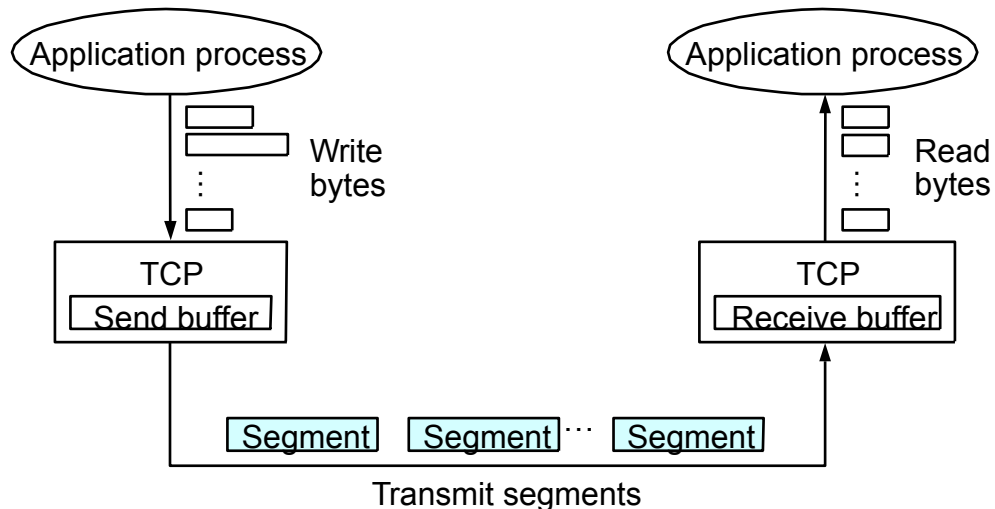 Application process
Application process
Write
bytes
⋮
Read
bytes
⋮
TCP
Send buffer
TCP
Receive buffer
Segment
Segment
...
Segment
Transmit segments